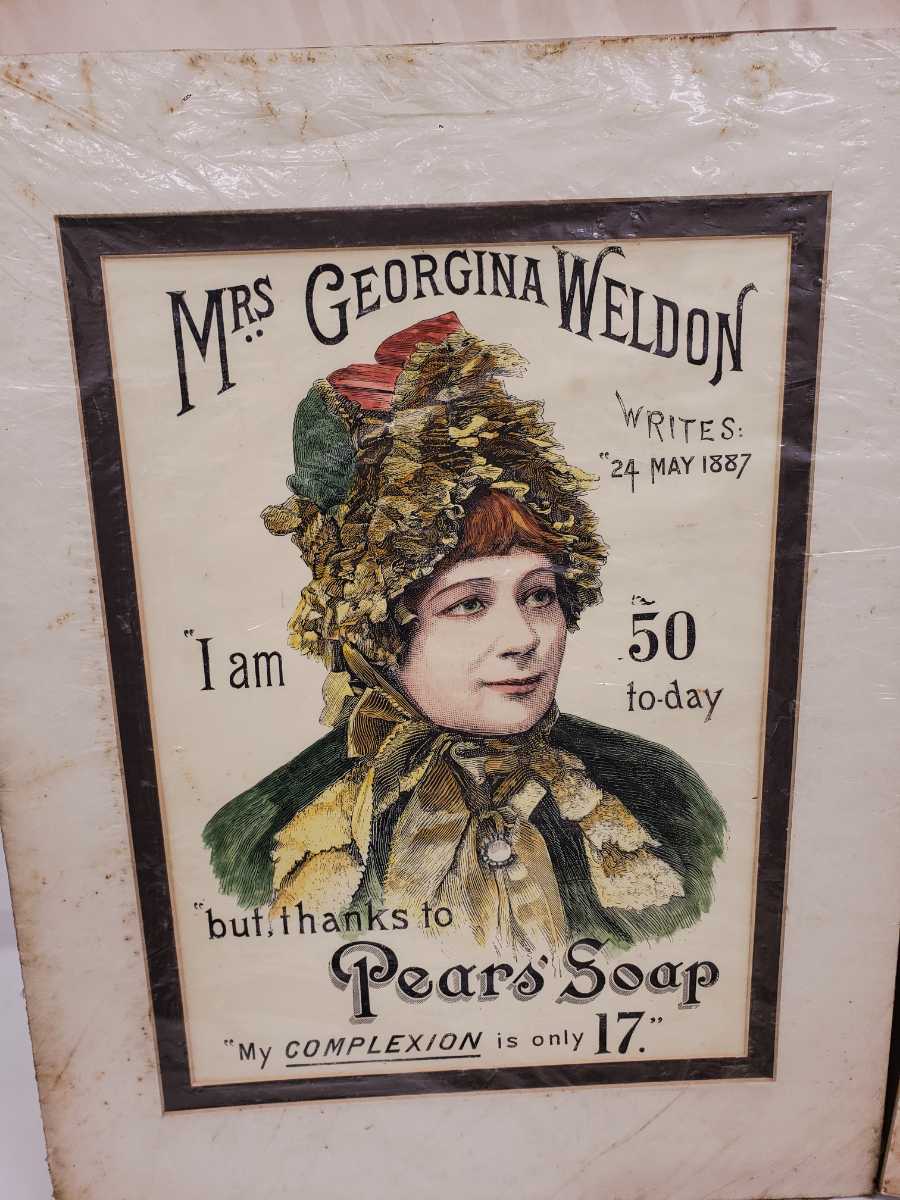 MRS GEORGINA WELDON
WRITES:
"24 MAY 1887
"I am 50
to-day
"but, thanks to
Pears' Soap
"My COMPLEXION is only 17."